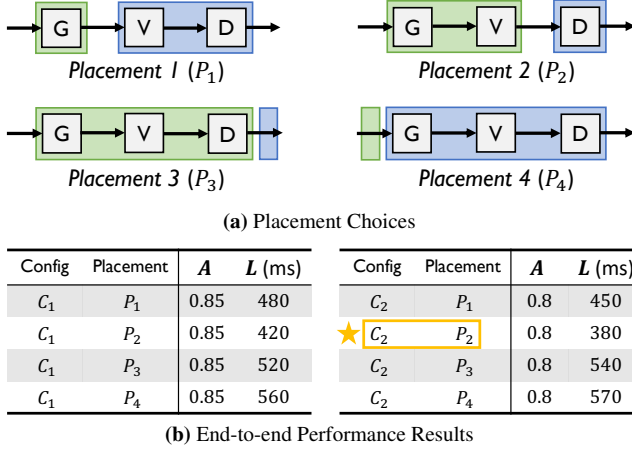 G V D
Placement 1 (P₁)
G V D
Placement 2 (P₂)
G V D
Placement 3 (P₃)
G V D
Placement 4 (P₄)
(a) Placement Choices
Config Placement A L (ms)
C₁ P₁ 0.85 480
C₁ P₂ 0.85 420
C₁ P₃ 0.85 520
C₁ P₄ 0.85 560
Config Placement A L (ms)
C₂ P₁ 0.8 450
C₂ P₂ 0.8 380
C₂ P₃ 0.8 540
C₂ P₄ 0.8 570
(b) End-to-end Performance Results